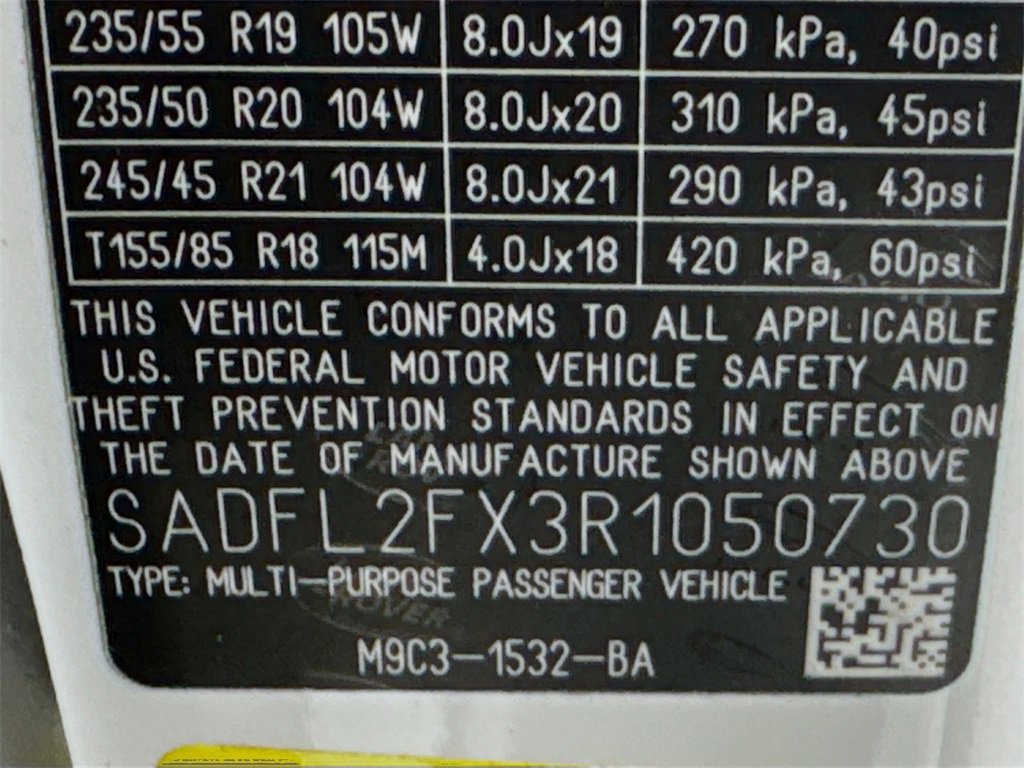 235/55 R19 105W 8.0Jx19 270 kPa, 40psi
235/50 R20 104W 8.0Jx20 310 kPa, 45psi
245/45 R21 104W 8.0Jx21 290 kPa, 43psi
T155/85 R18 115M 4.0Jx18 420 kPa, 60psi
THIS VEHICLE CONFORMS TO ALL APPLICABLE
U.S. FEDERAL MOTOR VEHICLE SAFETY AND
THEFT PREVENTION STANDARDS IN EFFECT ON
THE DATE OF MANUFACTURE SHOWN ABOVE
SADFL2FX3R1050730
TYPE: MULTI-PURPOSE PASSENGER VEHICLE
ROVER
M9C3-1532-BA